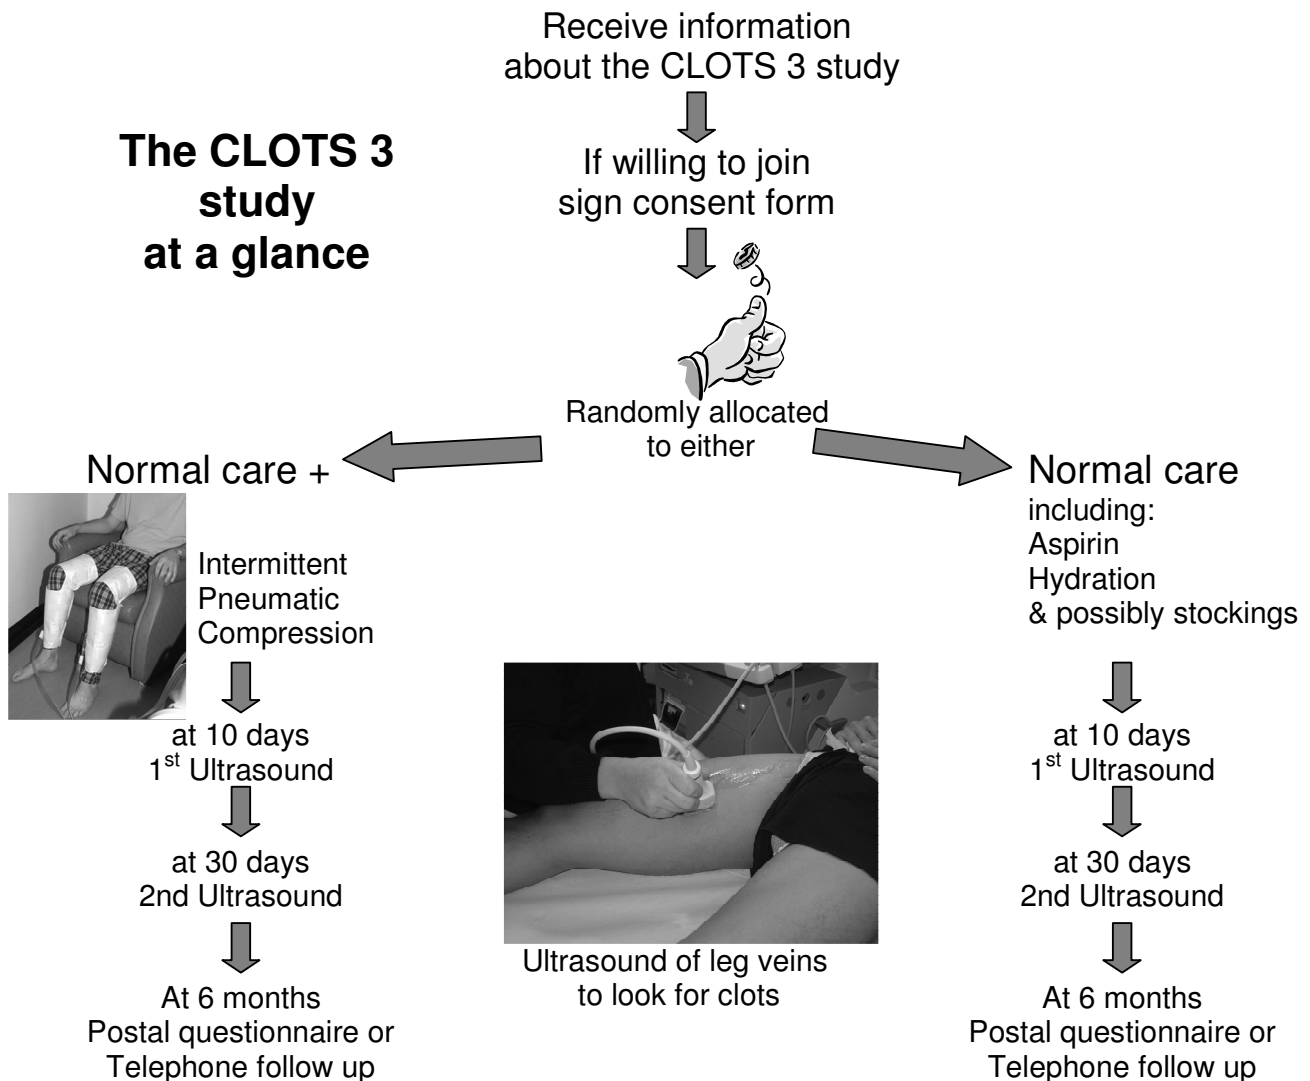 Receive information
about the CLOTS 3 study
The CLOTS 3
study
at a glance
If willing to join
sign consent form
Randomly allocated
to either
Normal care +
Intermittent
Pneumatic
Compression
at 10 days
1st Ultrasound
at 30 days
2nd Ultrasound
At 6 months
Postal questionnaire or
Telephone follow up
Ultrasound of leg veins
to look for clots
Normal care
including:
Aspirin
Hydration
& possibly stockings
at 10 days
1st Ultrasound
at 30 days
2nd Ultrasound
At 6 months
Postal questionnaire or
Telephone follow up